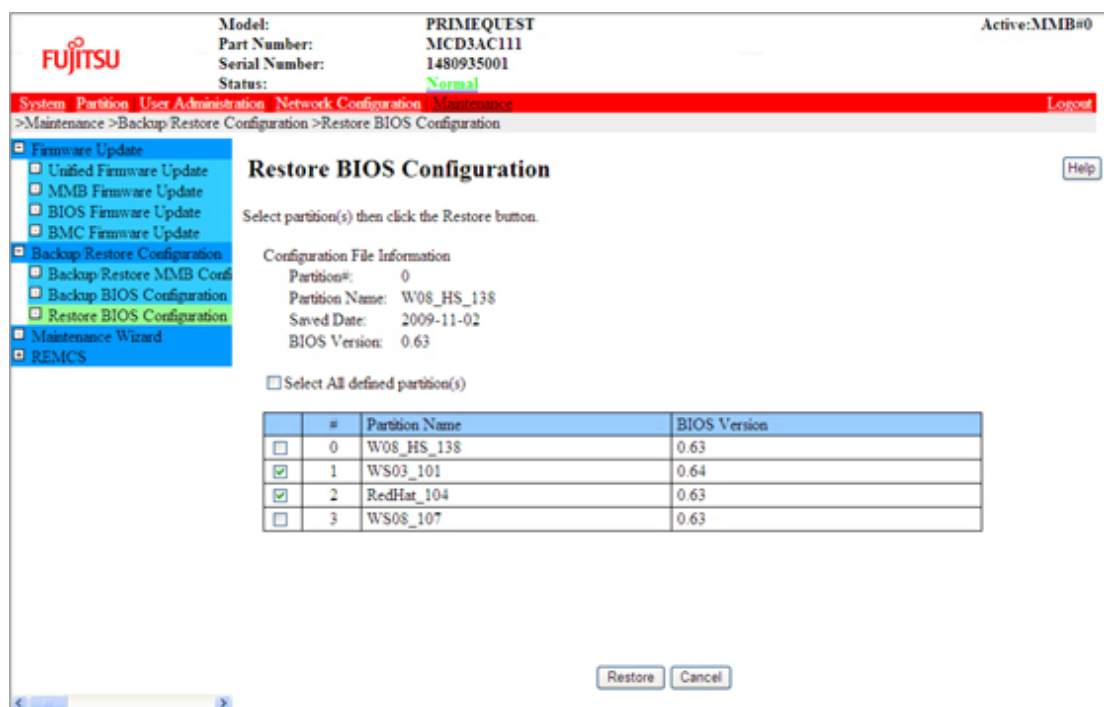 FUJITSU
Model: PRIMEQUEST Active:MMB#0
Part Number: MCD3AC111
Serial Number: 1480935001
Status: Normal
System Partition User Administration Network Configuration Maintenance Logout
>Maintenance >Backup/Restore Configuration >Restore BIOS Configuration
Firmware Update
Unified Firmware Update
MMB Firmware Update
BIOS Firmware Update
BMC Firmware Update
Backup/Restore Configuration
Backup/Restore MMB Confi
Backup BIOS Configuration
Restore BIOS Configuration
Maintenance Wizard
REMCS
Restore BIOS Configuration
Help
Select partition(s) then click the Restore button.
Configuration File Information
Partition#: 0
Partition Name: W08_HS_138
Saved Date: 2009-11-02
BIOS Version: 0.63
Select All defined partition(s)
# Partition Name BIOS Version
0 W08_HS_138 0.63
1 WS03_101 0.64
2 RedHat_104 0.63
3 WS08_107 0.63
Restore Cancel